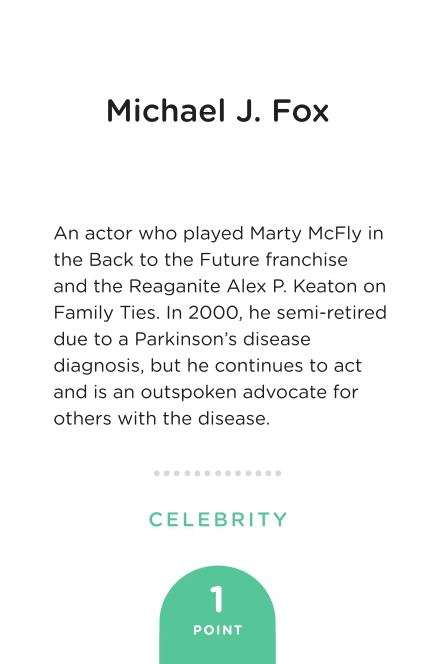 Michael J. Fox
An actor who played Marty McFly in
the Back to the Future franchise
and the Reaganite Alex P. Keaton on
Family Ties. In 2000, he semi-retired
due to a Parkinson’s disease
diagnosis, but he continues to act
and is an outspoken advocate for
others with the disease.
CELEBRITY
1
POINT